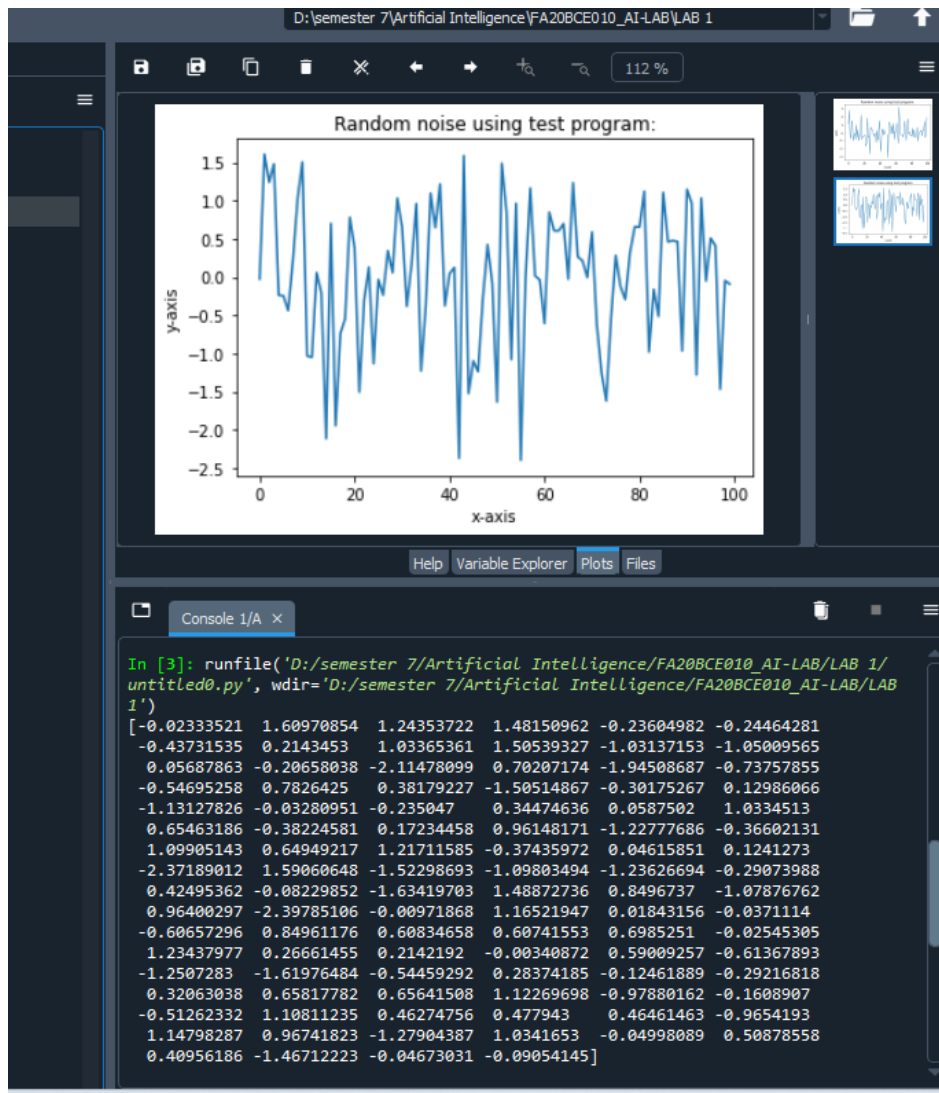 D:\semester 7\Artificial Intelligence\FA20BCE010_AI-LAB\LAB 1
112 %
Random noise using test program:
1.5
1.0
0.5
0.0
−0.5
−1.0
−1.5
−2.0
−2.5
y-axis
0 20 40 60 80 100
x-axis
Help Variable Explorer Plots Files
Console 1/A ×
In [3]: runfile('D:/semester 7/Artificial Intelligence/FA20BCE010_AI-LAB/LAB 1/
untitled0.py', wdir='D:/semester 7/Artificial Intelligence/FA20BCE010_AI-LAB/LAB
1')
[-0.02333521  1.60970854  1.24353722  1.48150962 -0.23604982 -0.24464281
 -0.43731535  0.2143453   1.03365361  1.50539327 -1.03137153 -1.05009565
  0.05687863 -0.20658038 -2.11478099  0.70207174 -1.94508687 -0.73757855
 -0.54695258  0.7826425   0.38179227 -1.50514867 -0.30175267  0.12986066
 -1.13127826 -0.03280951 -0.235047    0.34474636  0.0587502   1.0334513
  0.65463186 -0.38224581  0.17234458  0.96148171 -1.22777686 -0.36602131
  1.09905143  0.64949217  1.21711585 -0.37435972  0.04615851  0.1241273
 -2.37189012  1.59060648 -1.52298693 -1.09803494 -1.23626694 -0.29073988
  0.42495362 -0.08229852 -1.63419703  1.48872736  0.8496737  -1.07876762
  0.96400297 -2.39785106 -0.00971868  1.16521947  0.01843156 -0.0371114
 -0.60657296  0.84961176  0.60834658  0.60741553  0.6985251  -0.02545305
  1.23437977  0.26661455  0.2142192  -0.00340872  0.59009257 -0.61367893
 -1.2507283  -1.61976484 -0.54459292  0.28374185 -0.12461889 -0.29216818
  0.32063038  0.65817782  0.65641508  1.12269698 -0.97880162 -0.1608907
 -0.51262332  1.10811235  0.46274756  0.477943    0.46461463 -0.9654193
  1.14798287  0.96741823 -1.27904387  1.0341653  -0.04998089  0.50878558
  0.40956186 -1.46712223 -0.04673031 -0.09054145]